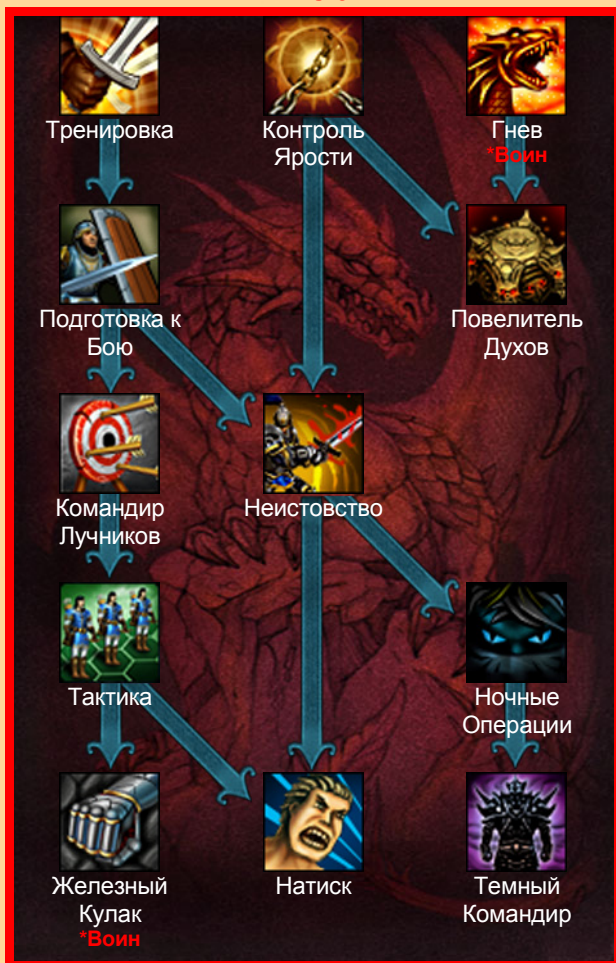 Тренировка
Контроль
Ярости
Гнев
*Воин
Подготовка к
Бою
Повелитель
Духов
Командир
Лучников
Неистовство
Тактика
Ночные
Операции
Железный
Кулак
*Воин
Натиск
Темный
Командир